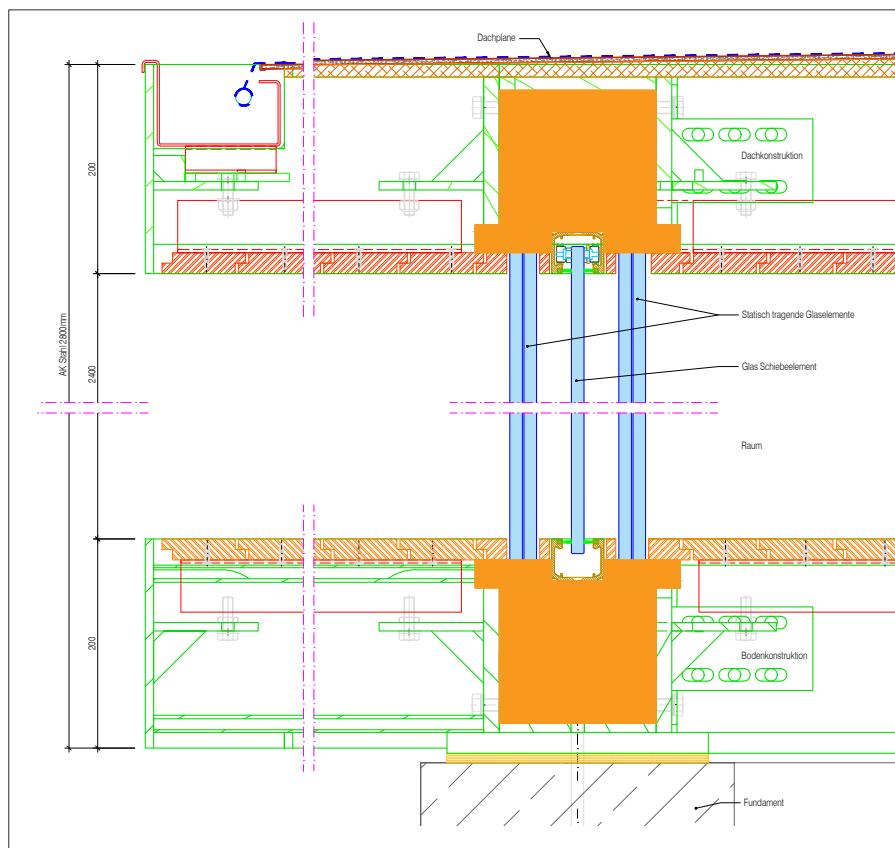 Dachplane
200
Dachkonstruktion
Statisch tragende Glaselemente
AK Stahl 2800mm
2400
Glas Schiebeelement
Raum
200
Bodenkonstruktion
Fundament